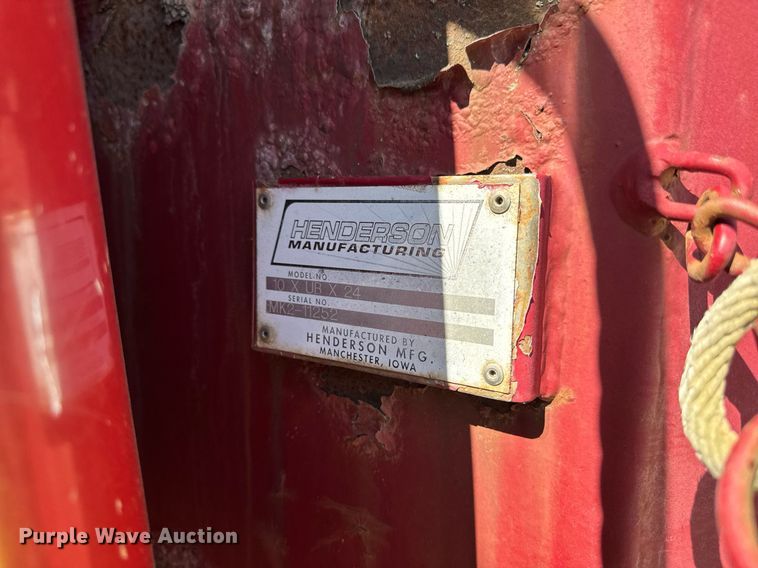 HENDERSON
MANUFACTURING
MODEL NO.
10 X UB X 24
SERIAL NO.
MK2-11252
MANUFACTURED BY
HENDERSON MFG.
MANCHESTER, IOWA
Purple Wave Auction